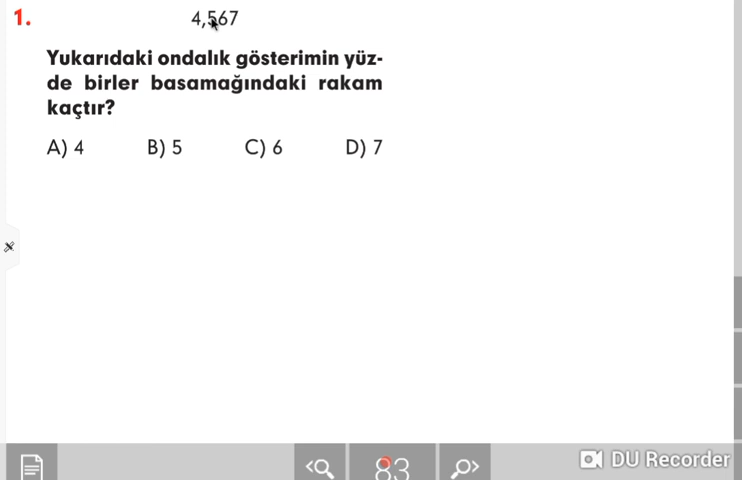 1.
4,567
Yukarıdaki ondalık gösterimin yüz-
de birler basamağındaki rakam
kaçtır?
A) 4 B) 5 C) 6 D) 7
83
DU Recorder